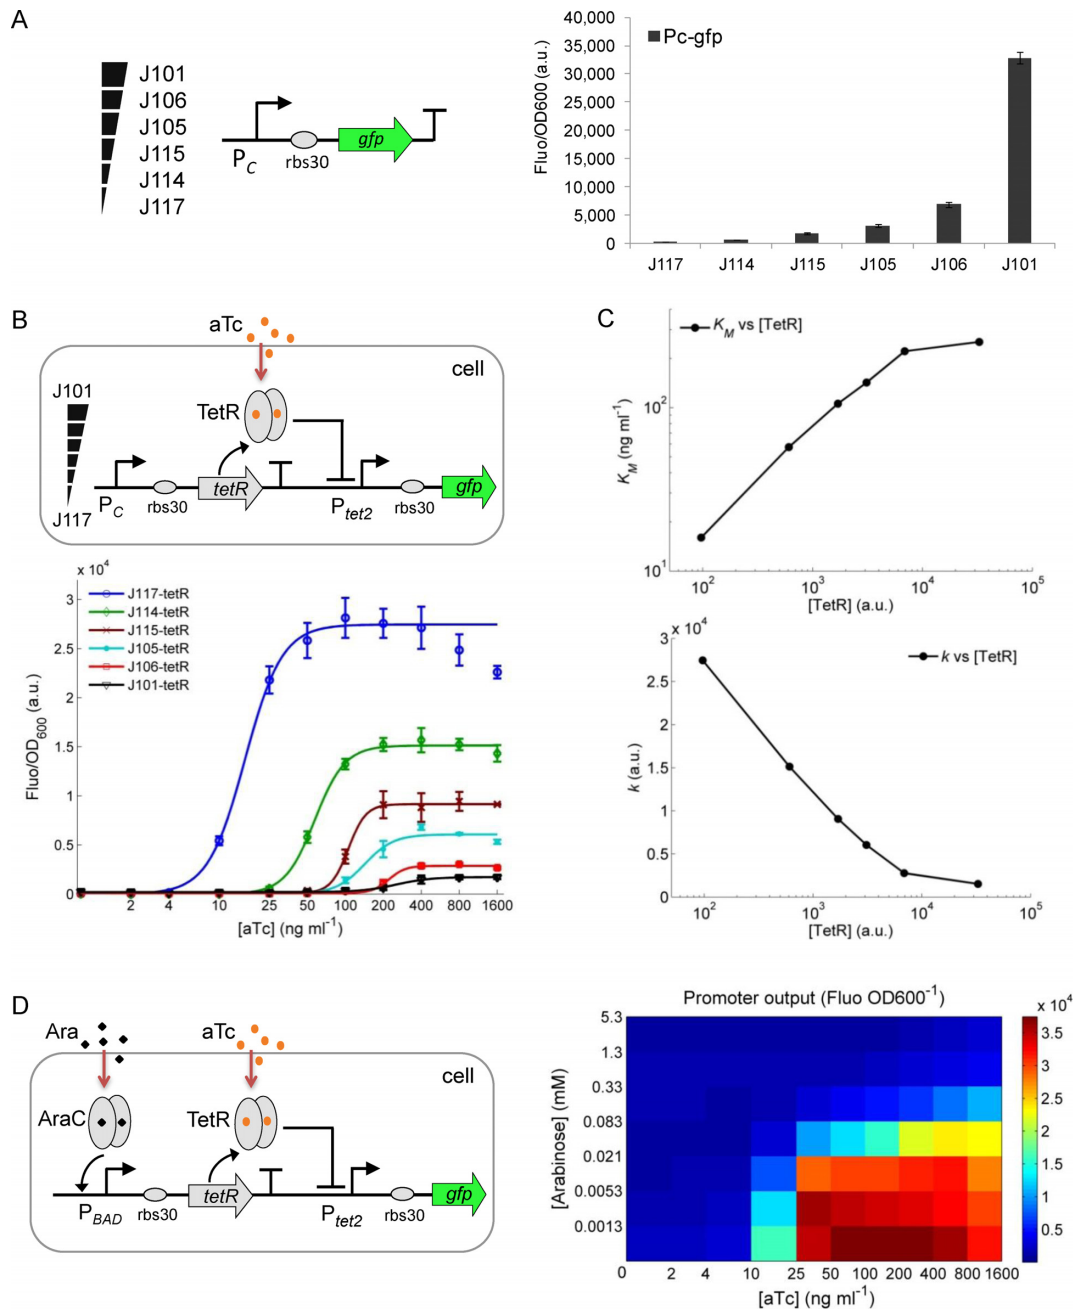 A
J101
J106
J105
J115
J114
J117
P_C
rbs30
gfp
Fluo/OD600 (a.u.)
40,000
35,000
30,000
25,000
20,000
15,000
10,000
5,000
0
Pc-gfp
J117 J114 J115 J105 J106 J101
B
aTc
cell
J101
J117
TetR
P_C
rbs30
tetR
P_tet2
rbs30
gfp
x 10^4
Fluo/OD_600 (a.u.)
3
2.5
2
1.5
1
0.5
0
J117-tetR
J114-tetR
J115-tetR
J105-tetR
J106-tetR
J101-tetR
2 4 10 25 50 100 200 400 800 1600
[aTc] (ng ml^-1)
C
K_M vs [TetR]
K_M (ng ml^-1)
10^2
10^1
10^2 10^3 10^4 10^5
[TetR] (a.u.)
x 10^4
k vs [TetR]
k (a.u.)
3
2.5
2
1.5
1
0.5
0
10^2 10^3 10^4 10^5
[TetR] (a.u.)
D
Ara
aTc
cell
AraC
TetR
P_BAD
rbs30
tetR
P_tet2
rbs30
gfp
Promoter output (Fluo OD600^-1)
x 10^4
[Arabinose] (mM)
5.3
1.3
0.33
0.083
0.021
0.0053
0.0013
0 2 4 10 25 50 100 200 400 800 1600
[aTc] (ng ml^-1)
3.5
3
2.5
2
1.5
1
0.5